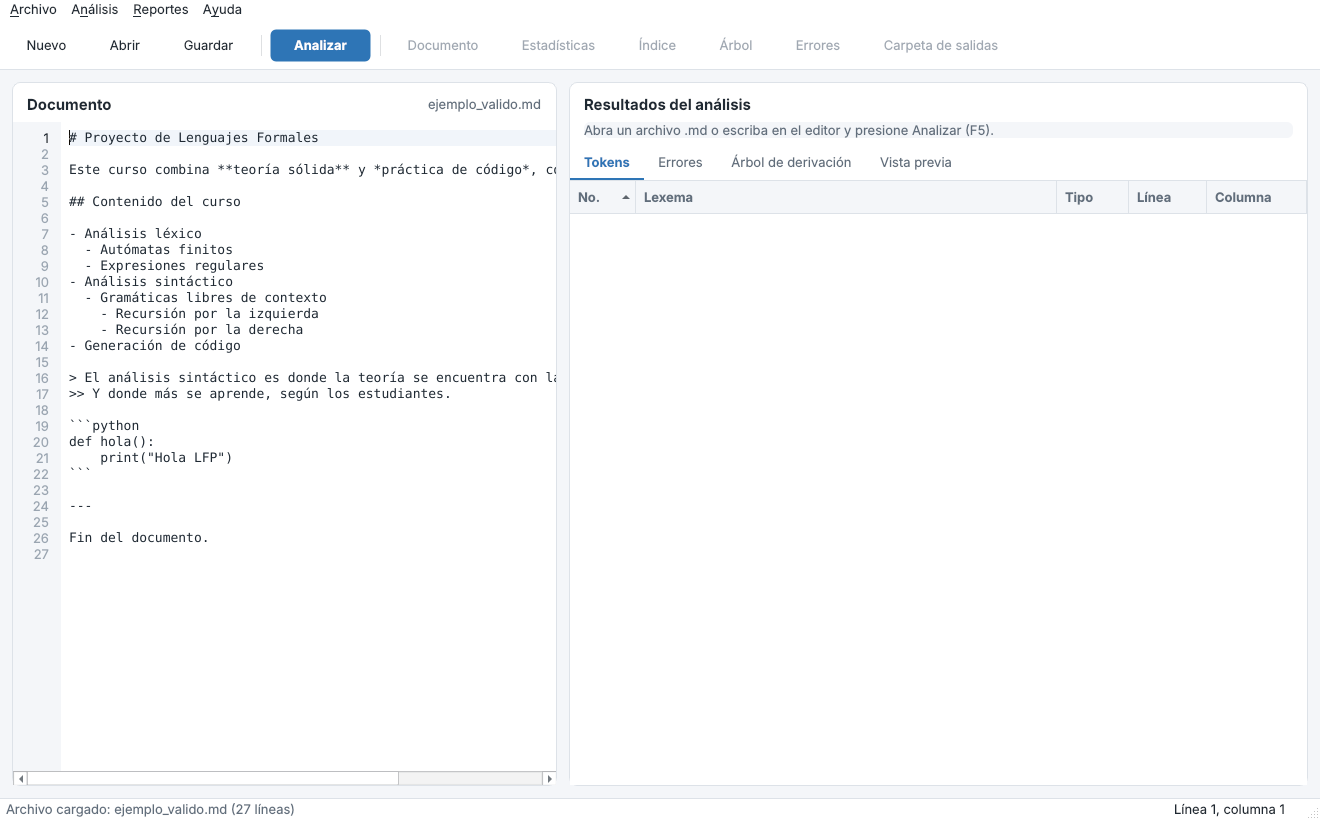 Archivo Análisis Reportes Ayuda
Nuevo Abrir Guardar Analizar Documento Estadísticas Índice Árbol Errores Carpeta de salidas
Documento ejemplo_valido.md
1 # Proyecto de Lenguajes Formales
2
3 Este curso combina **teoría sólida** y *práctica de código*, co
4
5 ## Contenido del curso
6
7 - Análisis léxico
8   - Autómatas finitos
9   - Expresiones regulares
10 - Análisis sintáctico
11   - Gramáticas libres de contexto
12     - Recursión por la izquierda
13     - Recursión por la derecha
14 - Generación de código
15
16 > El análisis sintáctico es donde la teoría se encuentra con la
17 >> Y donde más se aprende, según los estudiantes.
18
19 ```python
20 def hola():
21     print("Hola LFP")
22 ```
23
24 ---
25
26 Fin del documento.
27
Resultados del análisis
Abra un archivo .md o escriba en el editor y presione Analizar (F5).
Tokens Errores Árbol de derivación Vista previa
No. Lexema Tipo Línea Columna
Archivo cargado: ejemplo_valido.md (27 líneas) Línea 1, columna 1